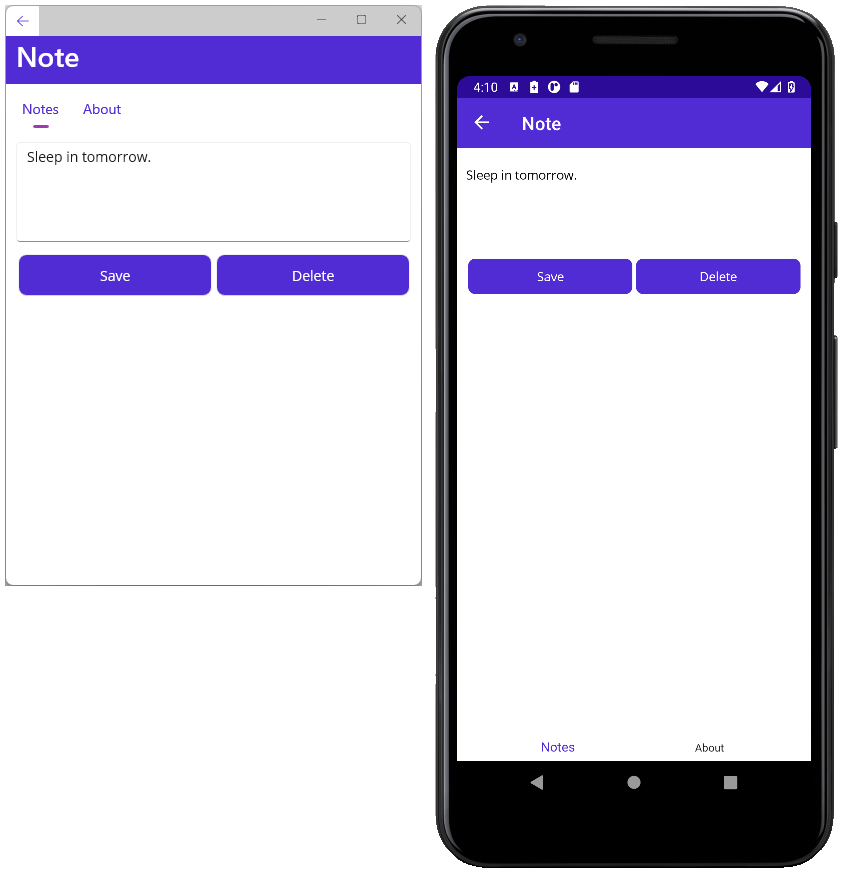 Note
Notes About
Sleep in tomorrow.
Save Delete
4:10
Note
Sleep in tomorrow.
Save Delete
Notes About